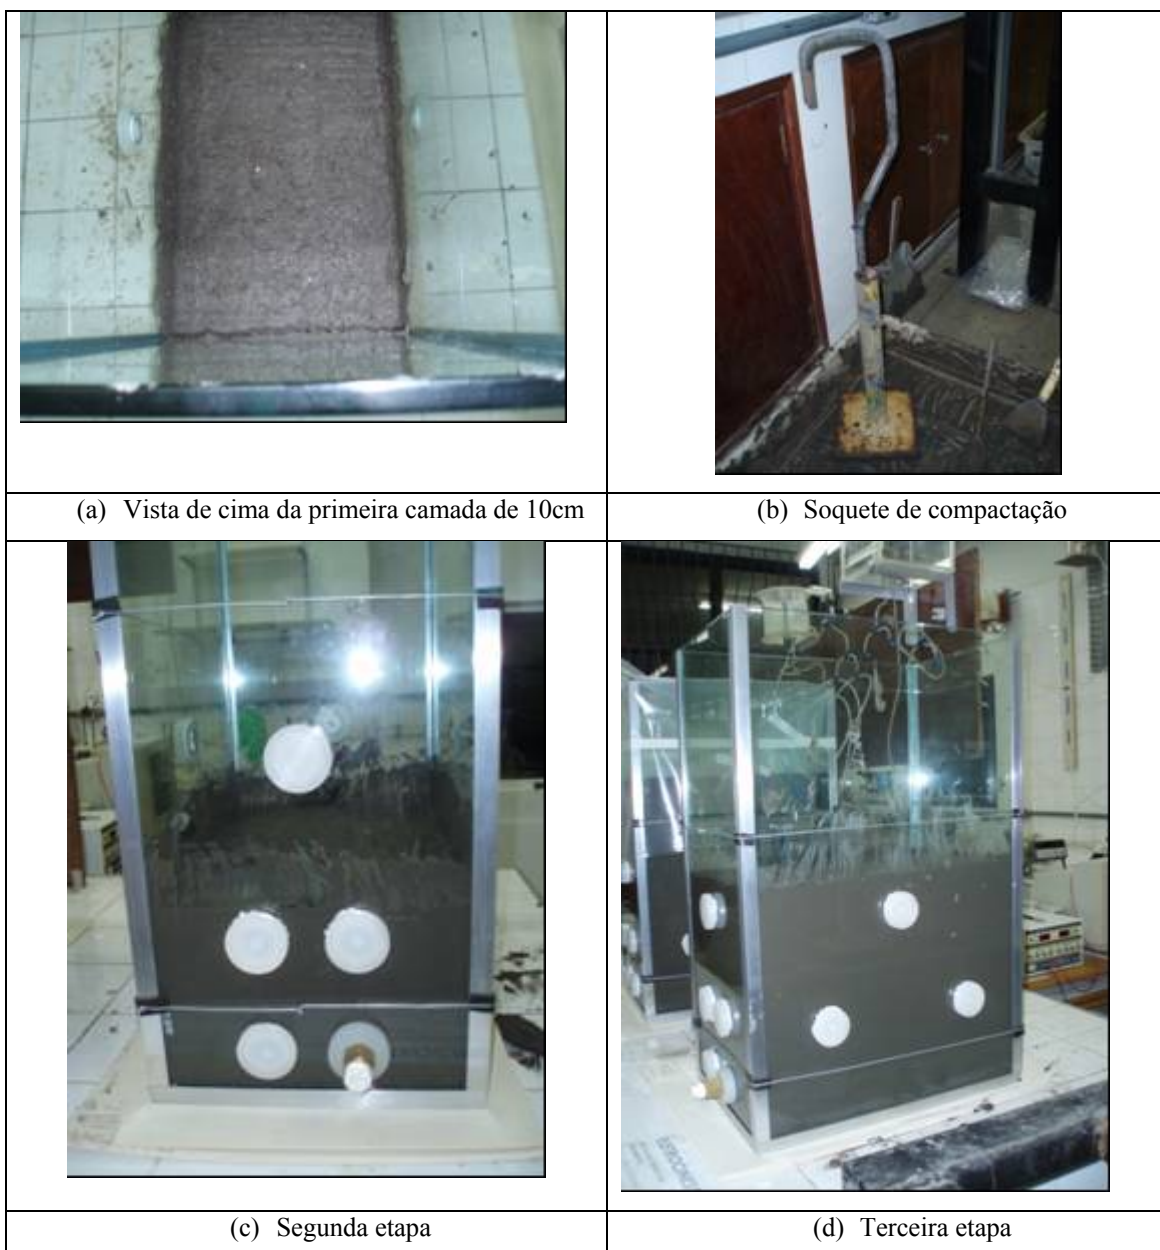 (a) Vista de cima da primeira camada de 10cm
(b) Soquete de compactação
(c) Segunda etapa
(d) Terceira etapa